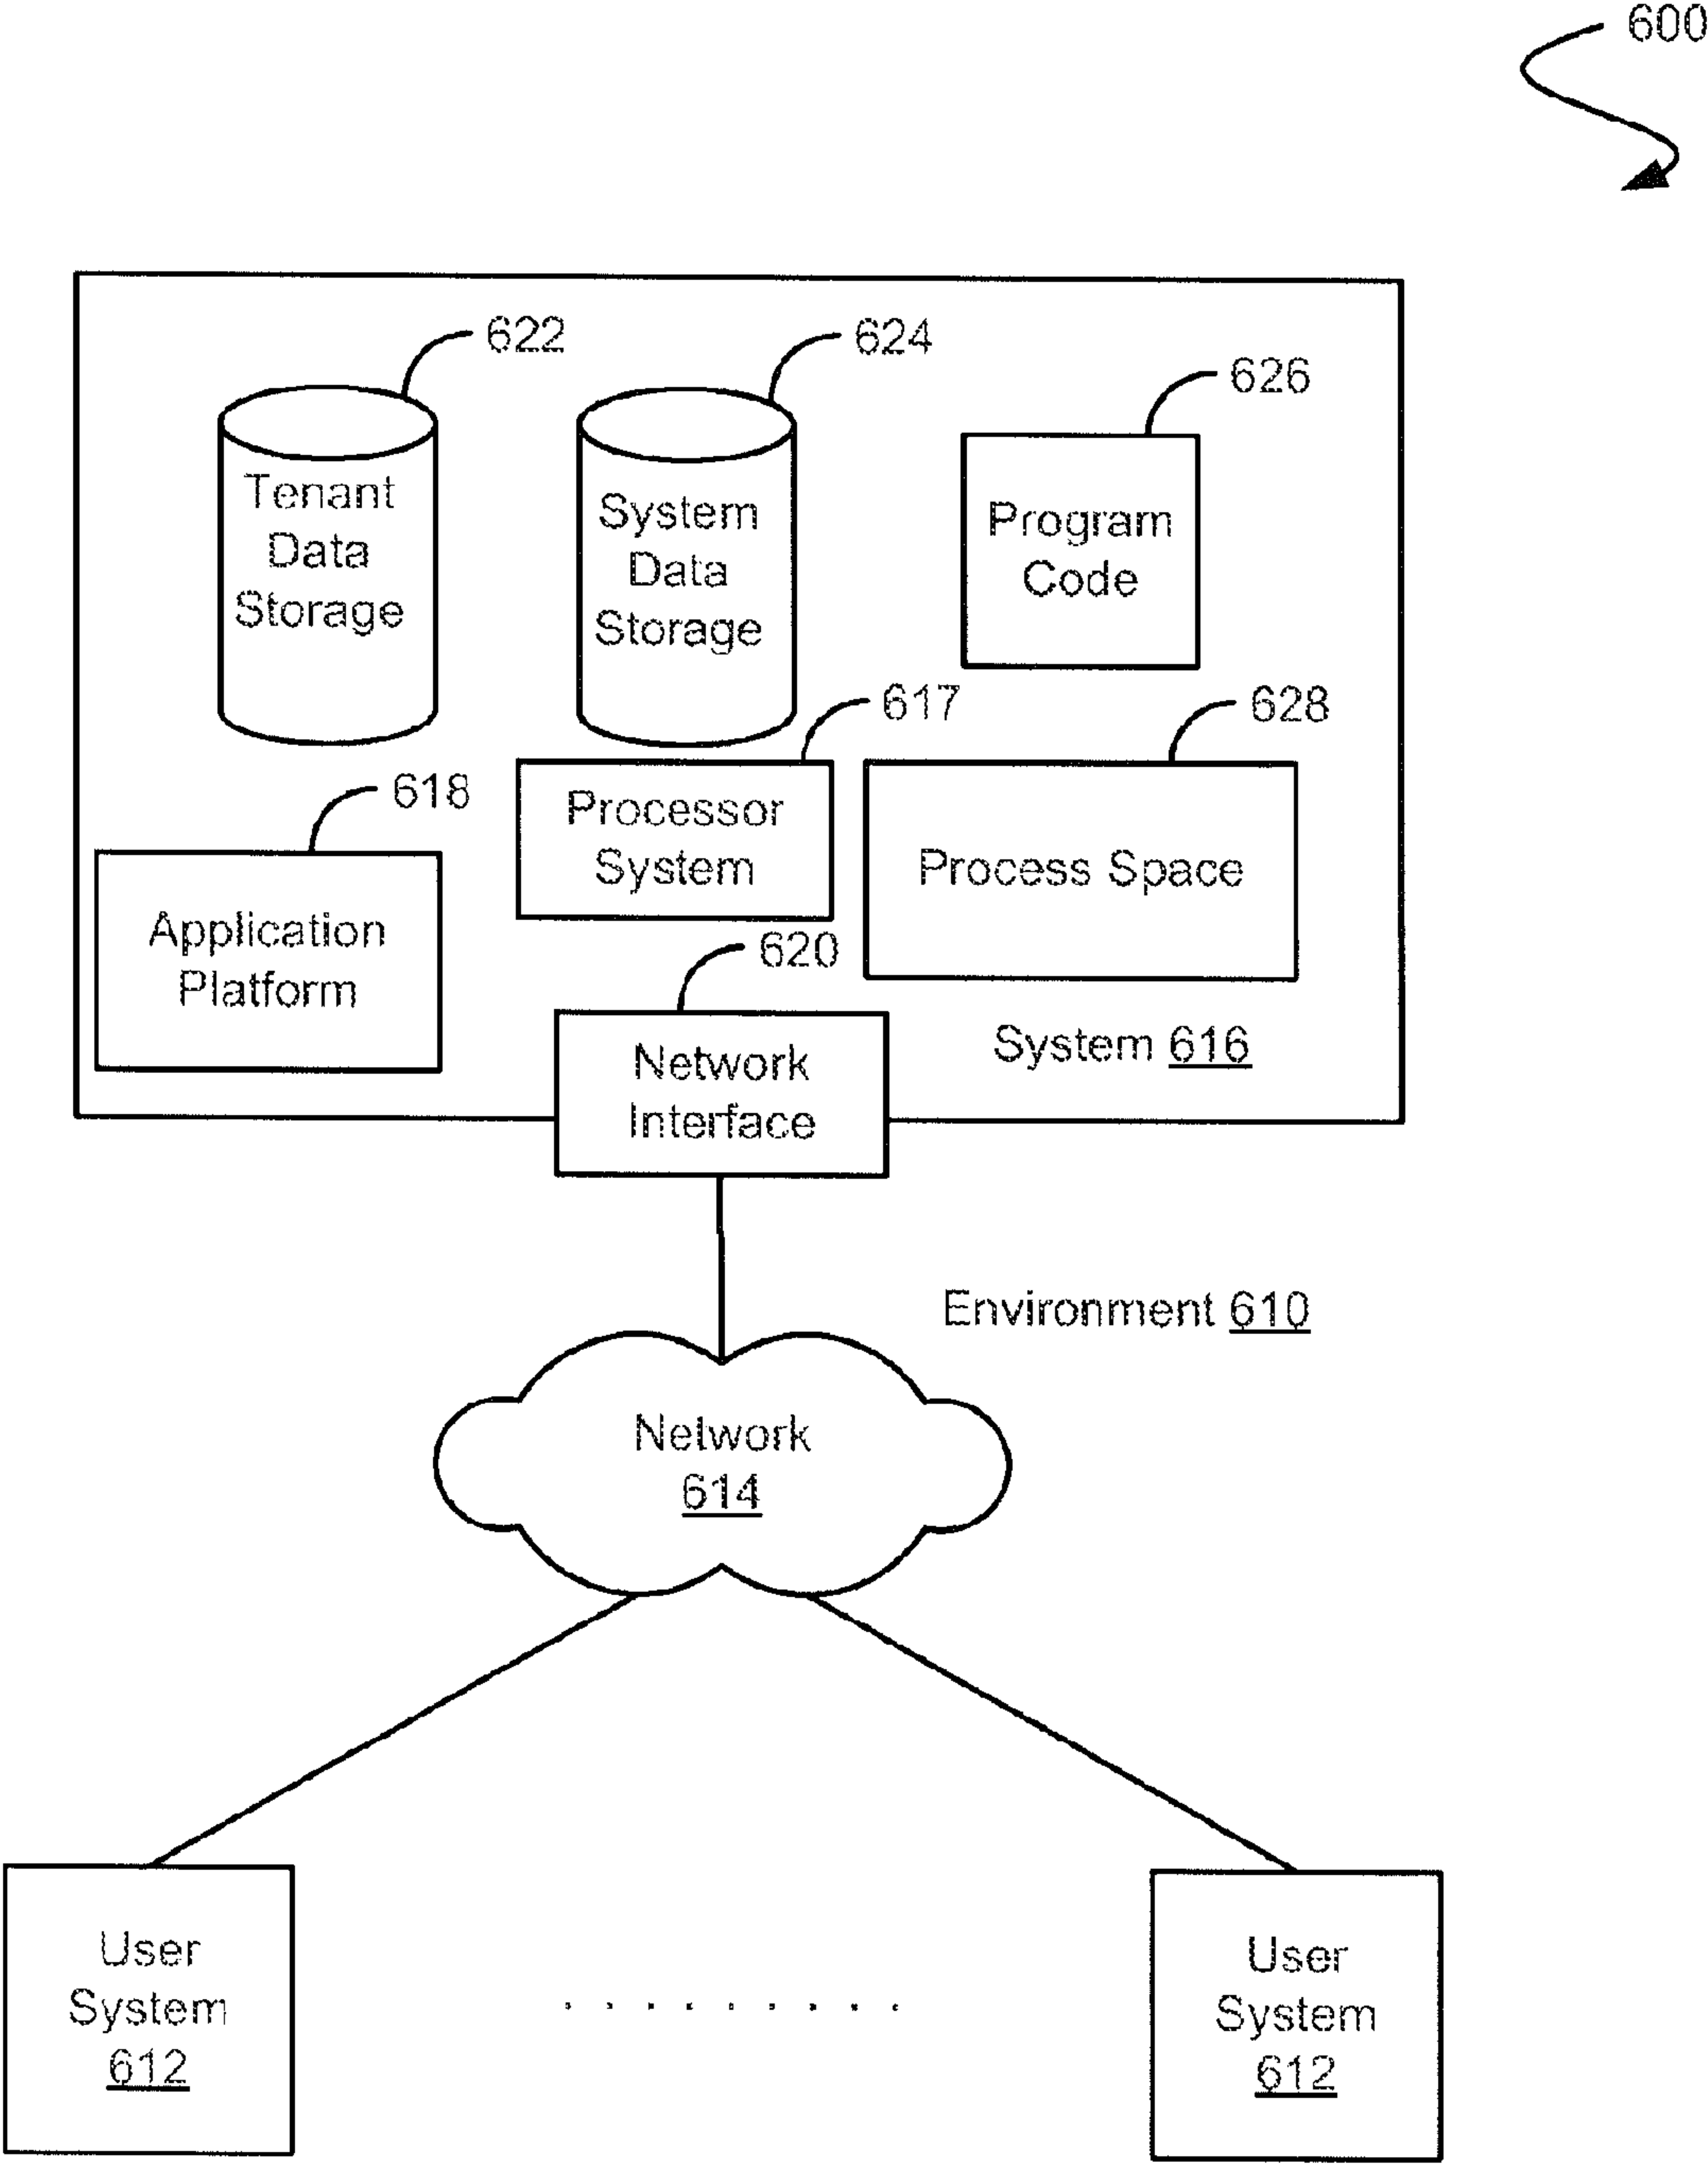 600
622
624
626
Tenant
Data
Storage
System
Data
Storage
Program
Code
617
628
618
Processor
System
Process Space
Application
Platform
620
System 616
Network
Interface
Environment 610
Network
614
User
System
612
User
System
612